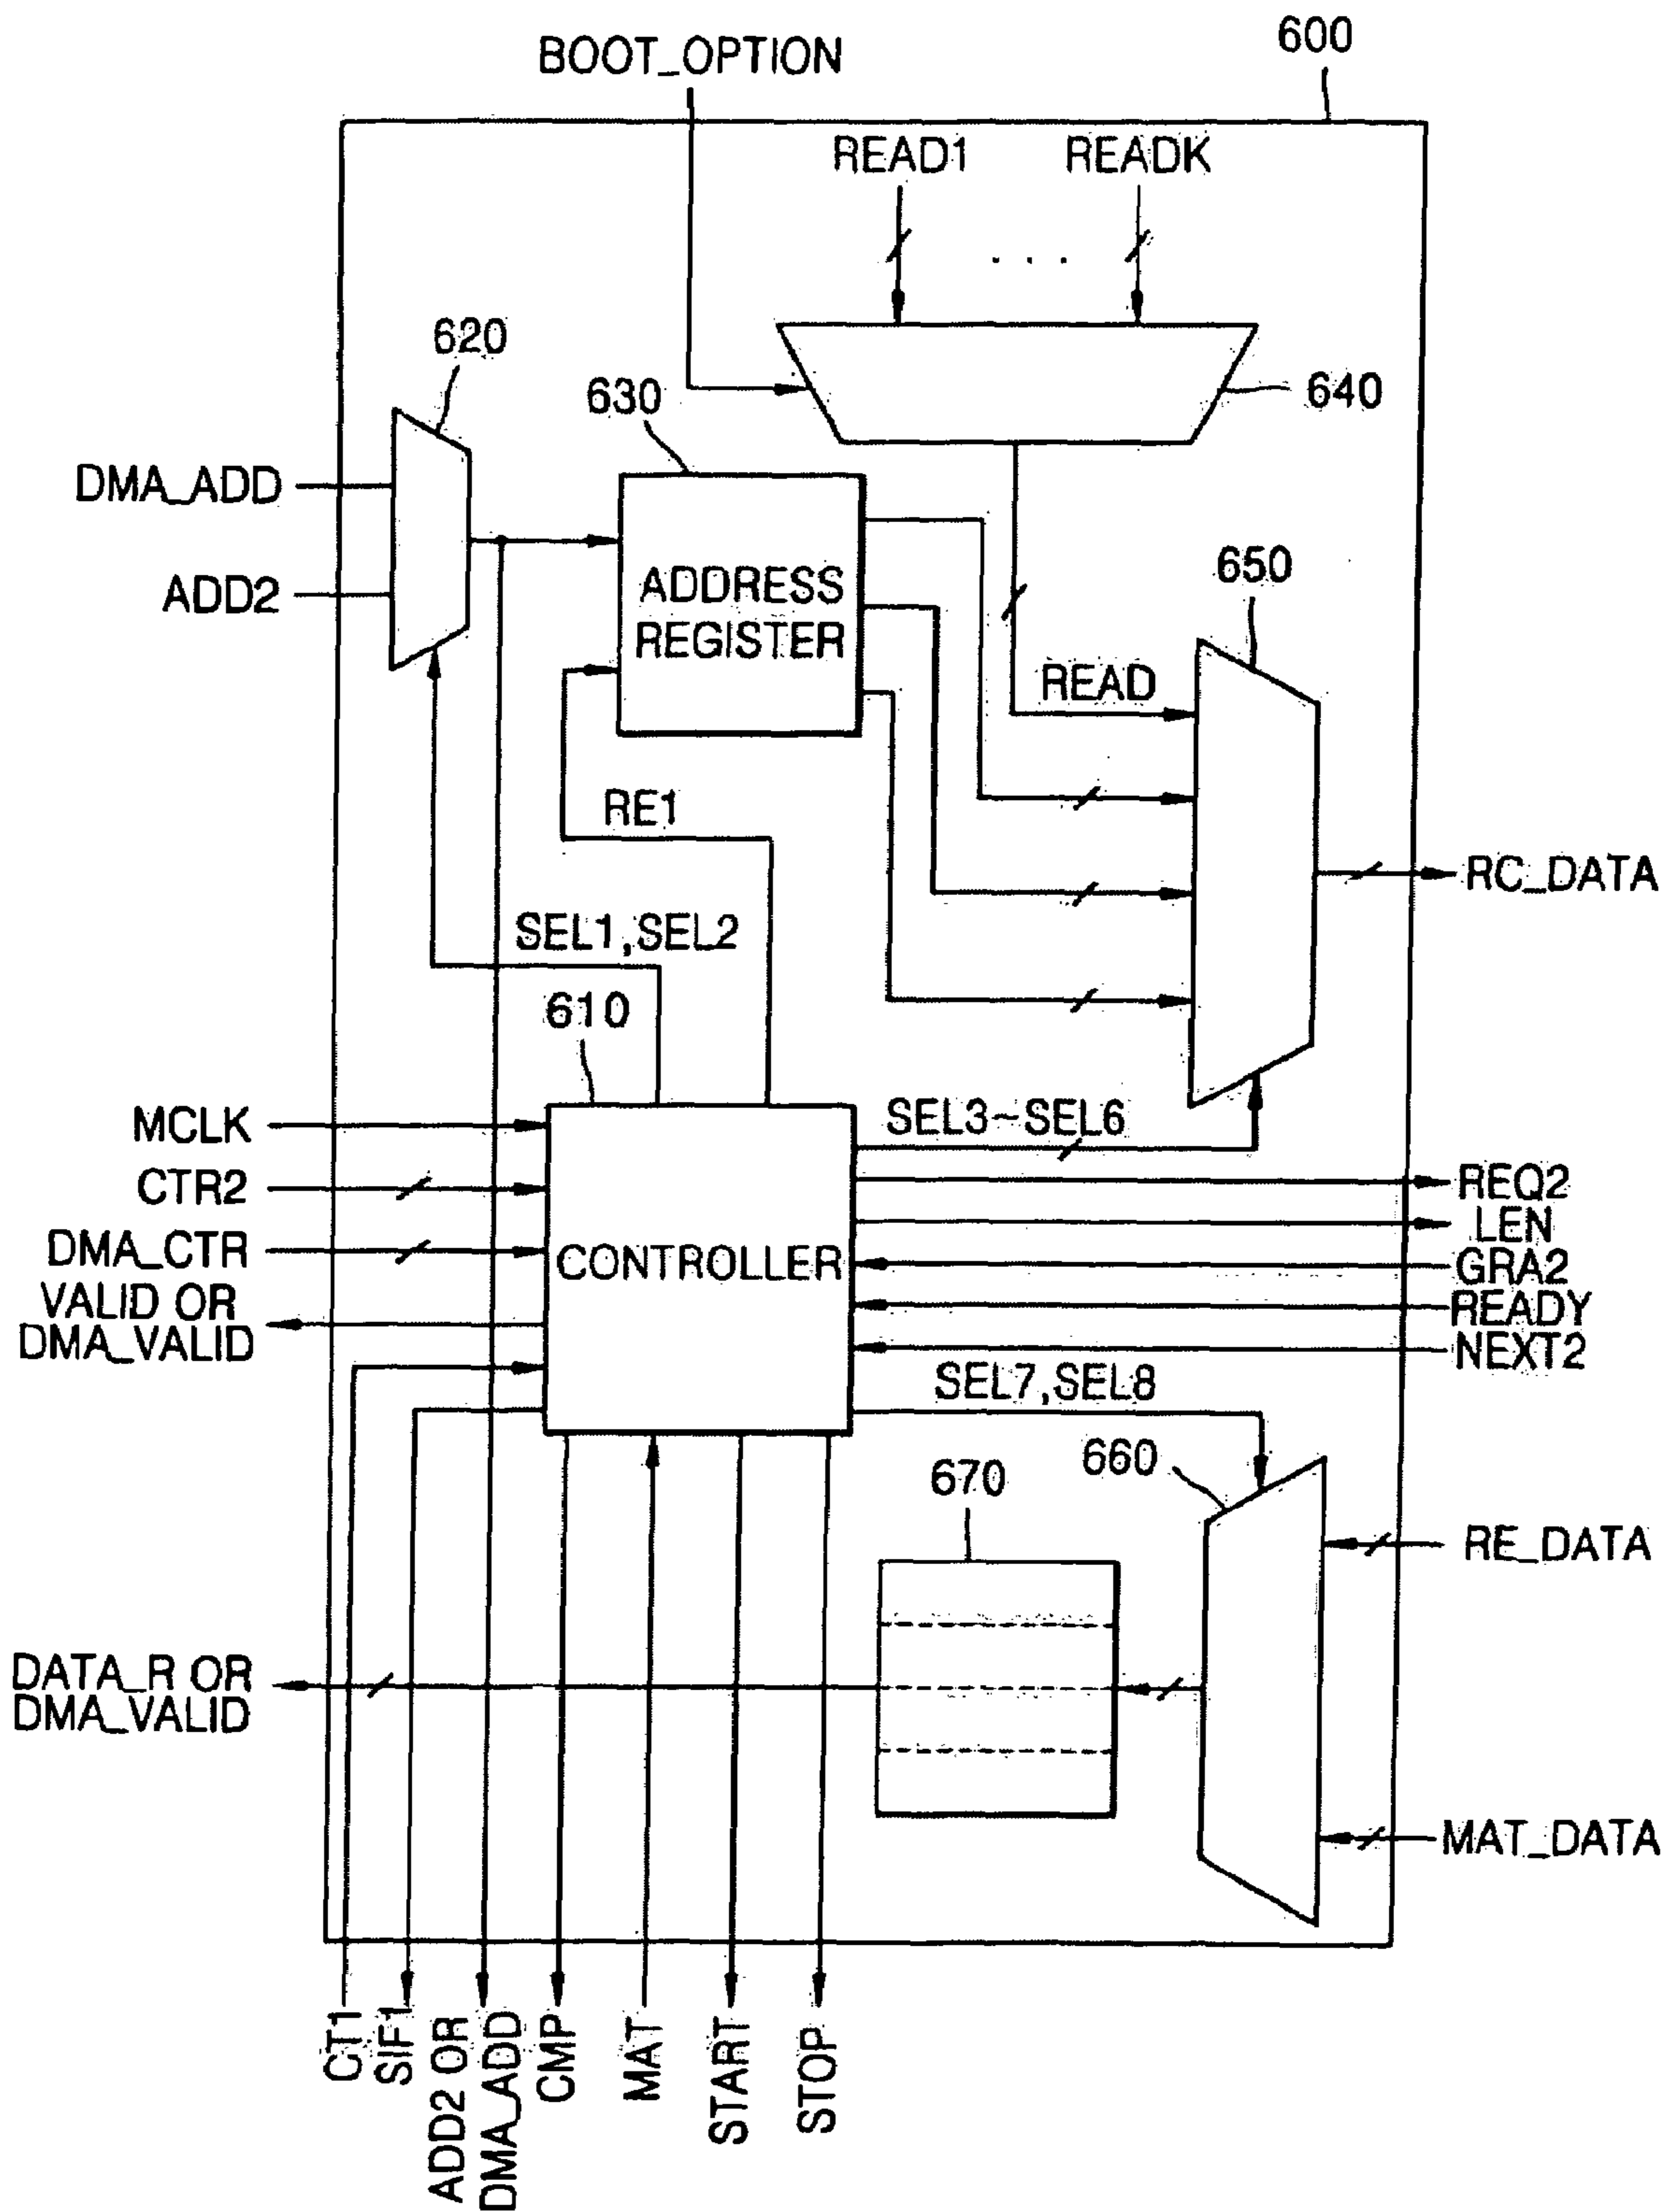 600
BOOT_OPTION
READ1 READK
. . .
620
630
640
DMA_ADD
ADD2
ADDRESS
REGISTER
650
READ
RE1
RC_DATA
SEL1,SEL2
610
MCLK
SEL3~SEL6
CTR2
REQ2
LEN
DMA_CTR
CONTROLLER
GRA2
VALID OR
DMA_VALID
READY
NEXT2
SEL7,SEL8
660
670
RE_DATA
DATA_R OR
DMA_VALID
MAT_DATA
CT1
SIF1
ADD2 OR
DMA_ADD
CMP
MAT
START
STOP